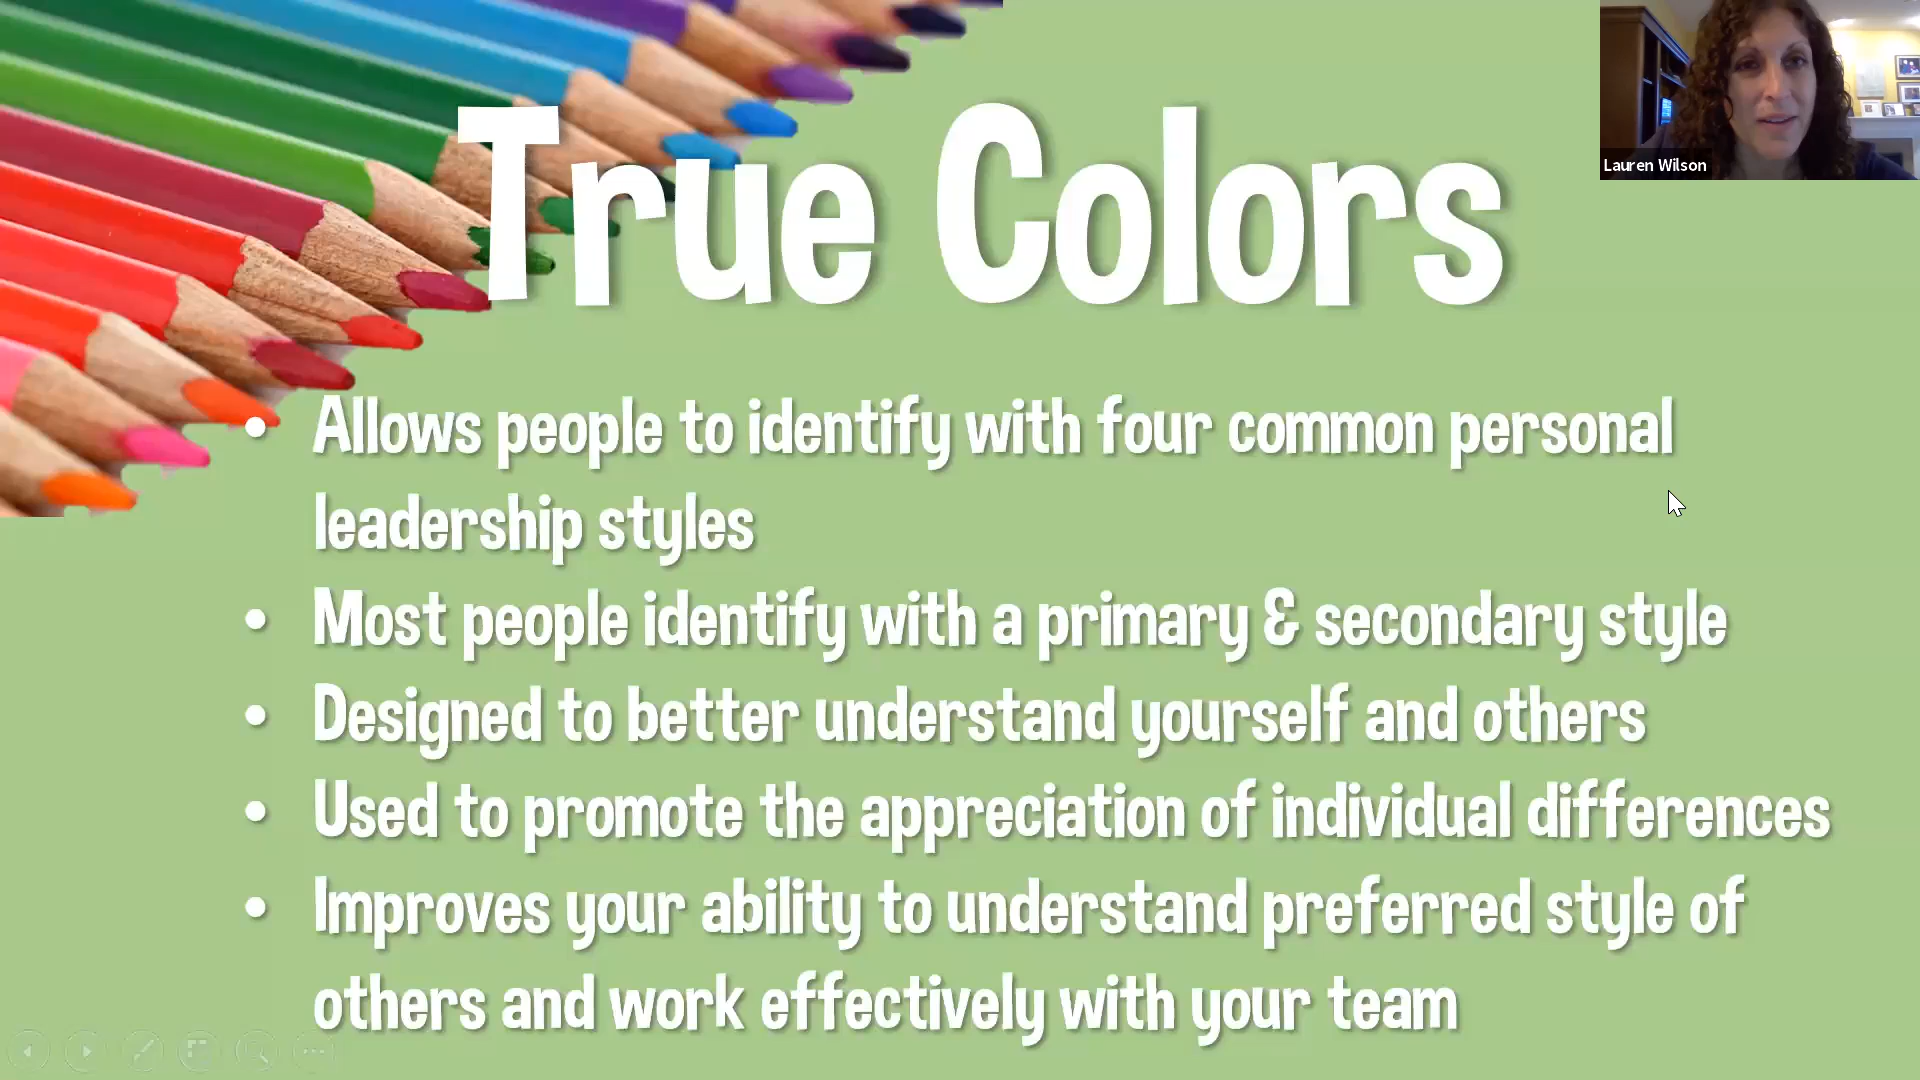 True Colors
Lauren Wilson
• Allows people to identify with four common personal
leadership styles
• Most people identify with a primary & secondary style
• Designed to better understand yourself and others
• Used to promote the appreciation of individual differences
• Improves your ability to understand preferred style of
others and work effectively with your team